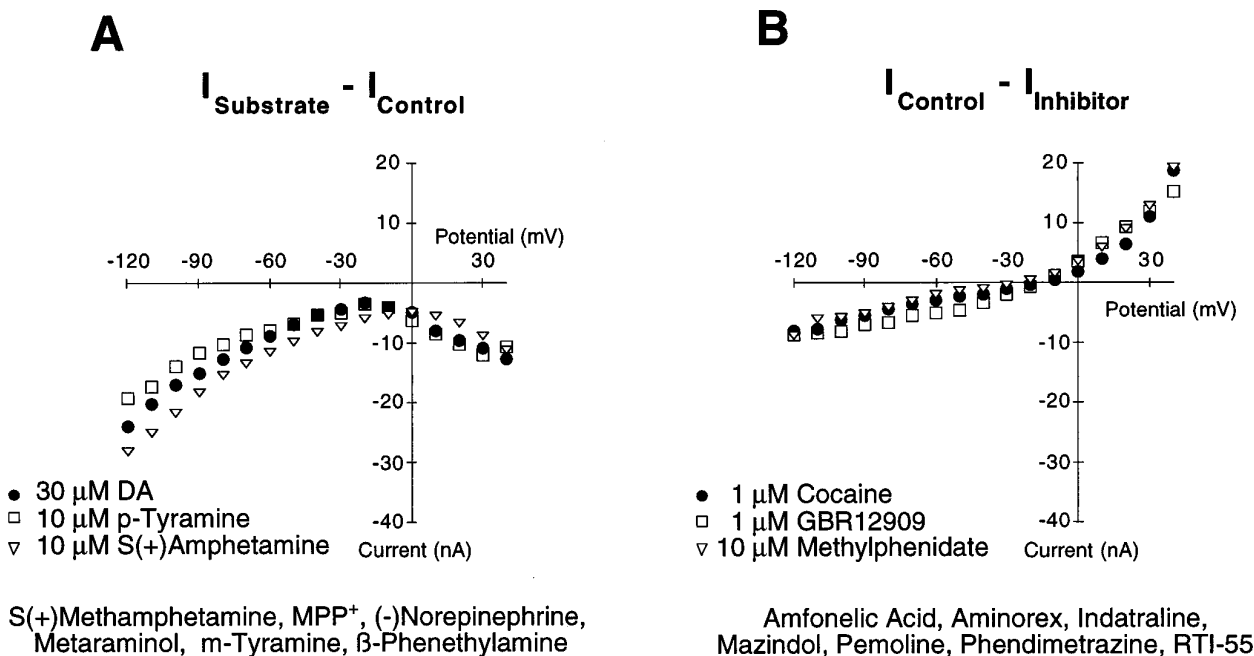 A
I Substrate - I Control
20
10
Potential (mV)
-120 -90 -60 -30 30
-10
-20
-30
-40
Current (nA)
● 30 µM DA
□ 10 µM p-Tyramine
▽ 10 µM S(+)Amphetamine
S(+)Methamphetamine, MPP+, (-)Norepinephrine,
Metaraminol, m-Tyramine, ß-Phenethylamine
B
I Control - I Inhibitor
20
10
-120 -90 -60 -30 30
Potential (mV)
-10
-20
-30
-40
Current (nA)
● 1 µM Cocaine
□ 1 µM GBR12909
▽ 10 µM Methylphenidate
Amfonelic Acid, Aminorex, Indatraline,
Mazindol, Pemoline, Phendimetrazine, RTI-55